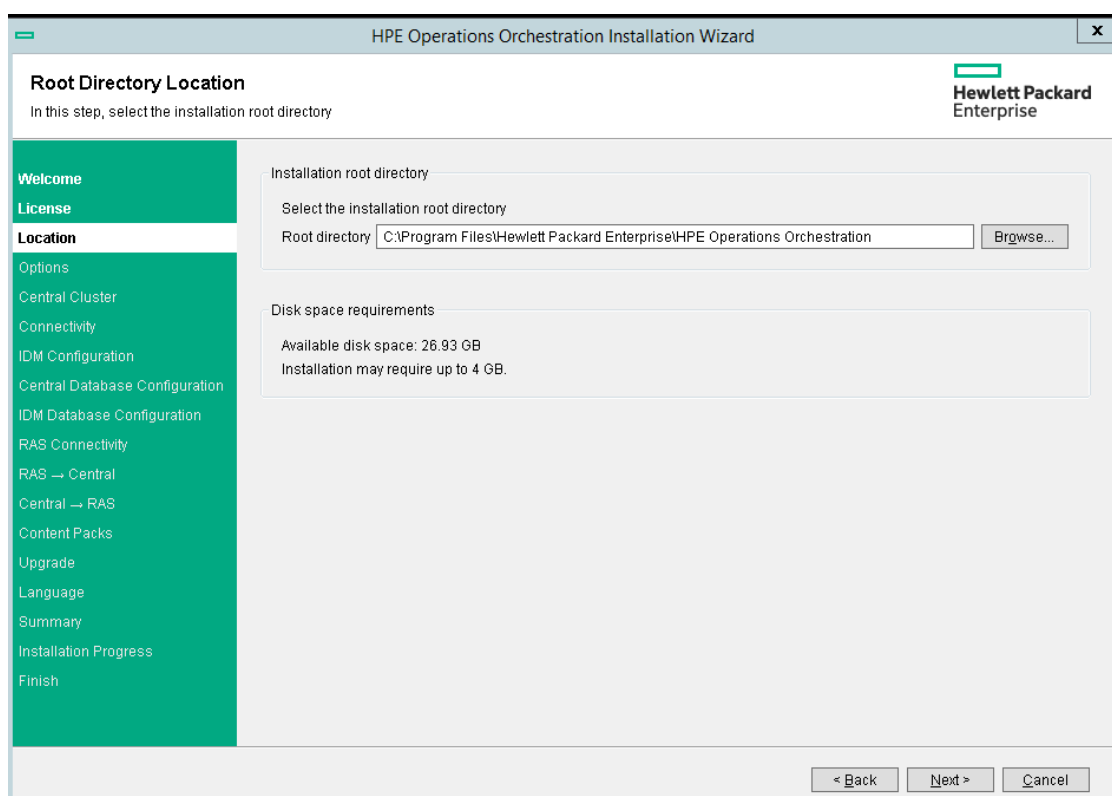 HPE Operations Orchestration Installation Wizard
x
Root Directory Location
In this step, select the installation root directory
Hewlett Packard
Enterprise
Welcome
License
Location
Options
Central Cluster
Connectivity
IDM Configuration
Central Database Configuration
IDM Database Configuration
RAS Connectivity
RAS → Central
Central → RAS
Content Packs
Upgrade
Language
Summary
Installation Progress
Finish
Installation root directory
Select the installation root directory
Root directory C:\Program Files\Hewlett Packard Enterprise\HPE Operations Orchestration Browse...
Disk space requirements
Available disk space: 26.93 GB
Installation may require up to 4 GB.
< Back Next > Cancel